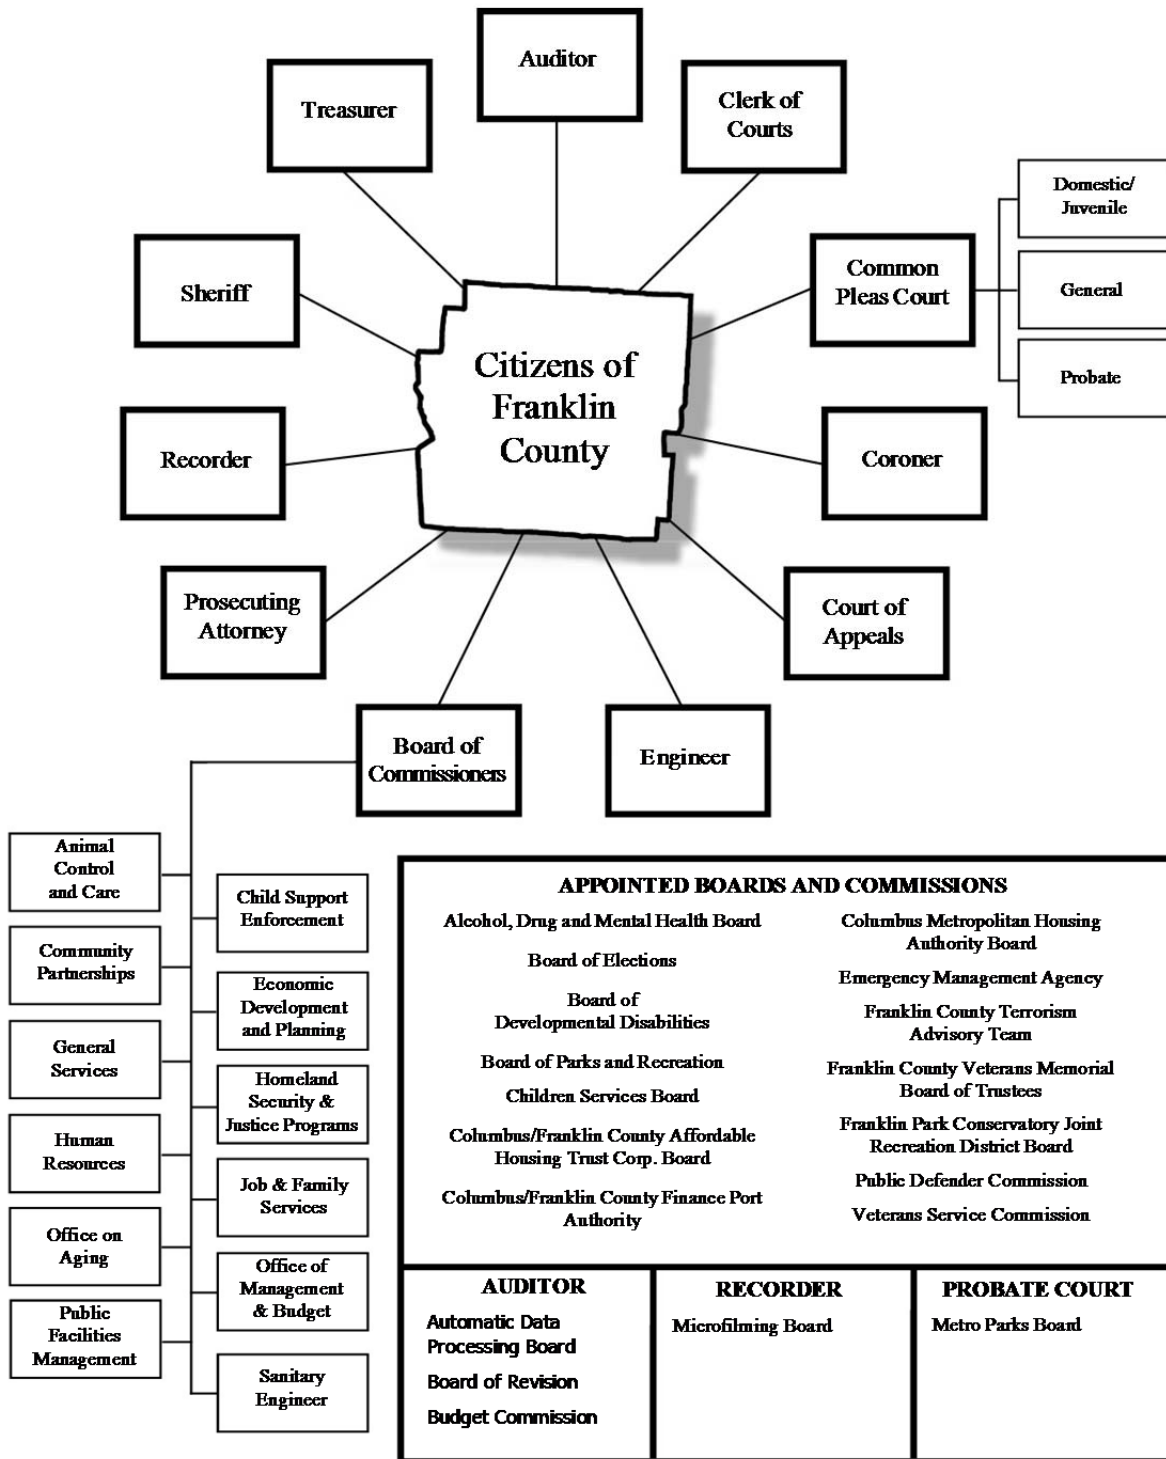 Auditor
Treasurer
Clerk of
Courts
Domestic/
Juvenile
Sheriff
Common
Pleas Court
General
Probate
Citizens of
Franklin
County
Recorder
Coroner
Prosecuting
Attorney
Court of
Appeals
Board of
Commissioners
Engineer
Animal
Control
and Care
Child Support
Enforcement
Community
Partnerships
Economic
Development
and Planning
General
Services
Homeland
Security &
Justice Programs
Human
Resources
Job & Family
Services
Office on
Aging
Office of
Management
& Budget
Public
Facilities
Management
Sanitary
Engineer
APPOINTED BOARDS AND COMMISSIONS
Alcohol, Drug and Mental Health Board
Board of Elections
Board of
Developmental Disabilities
Board of Parks and Recreation
Children Services Board
Columbus/Franklin County Affordable
Housing Trust Corp. Board
Columbus/Franklin County Finance Port
Authority
Columbus Metropolitan Housing
Authority Board
Emergency Management Agency
Franklin County Terrorism
Advisory Team
Franklin County Veterans Memorial
Board of Trustees
Franklin Park Conservatory Joint
Recreation District Board
Public Defender Commission
Veterans Service Commission
AUDITOR
Automatic Data
Processing Board
Board of Revision
Budget Commission
RECORDER
Microfilming Board
PROBATE COURT
Metro Parks Board